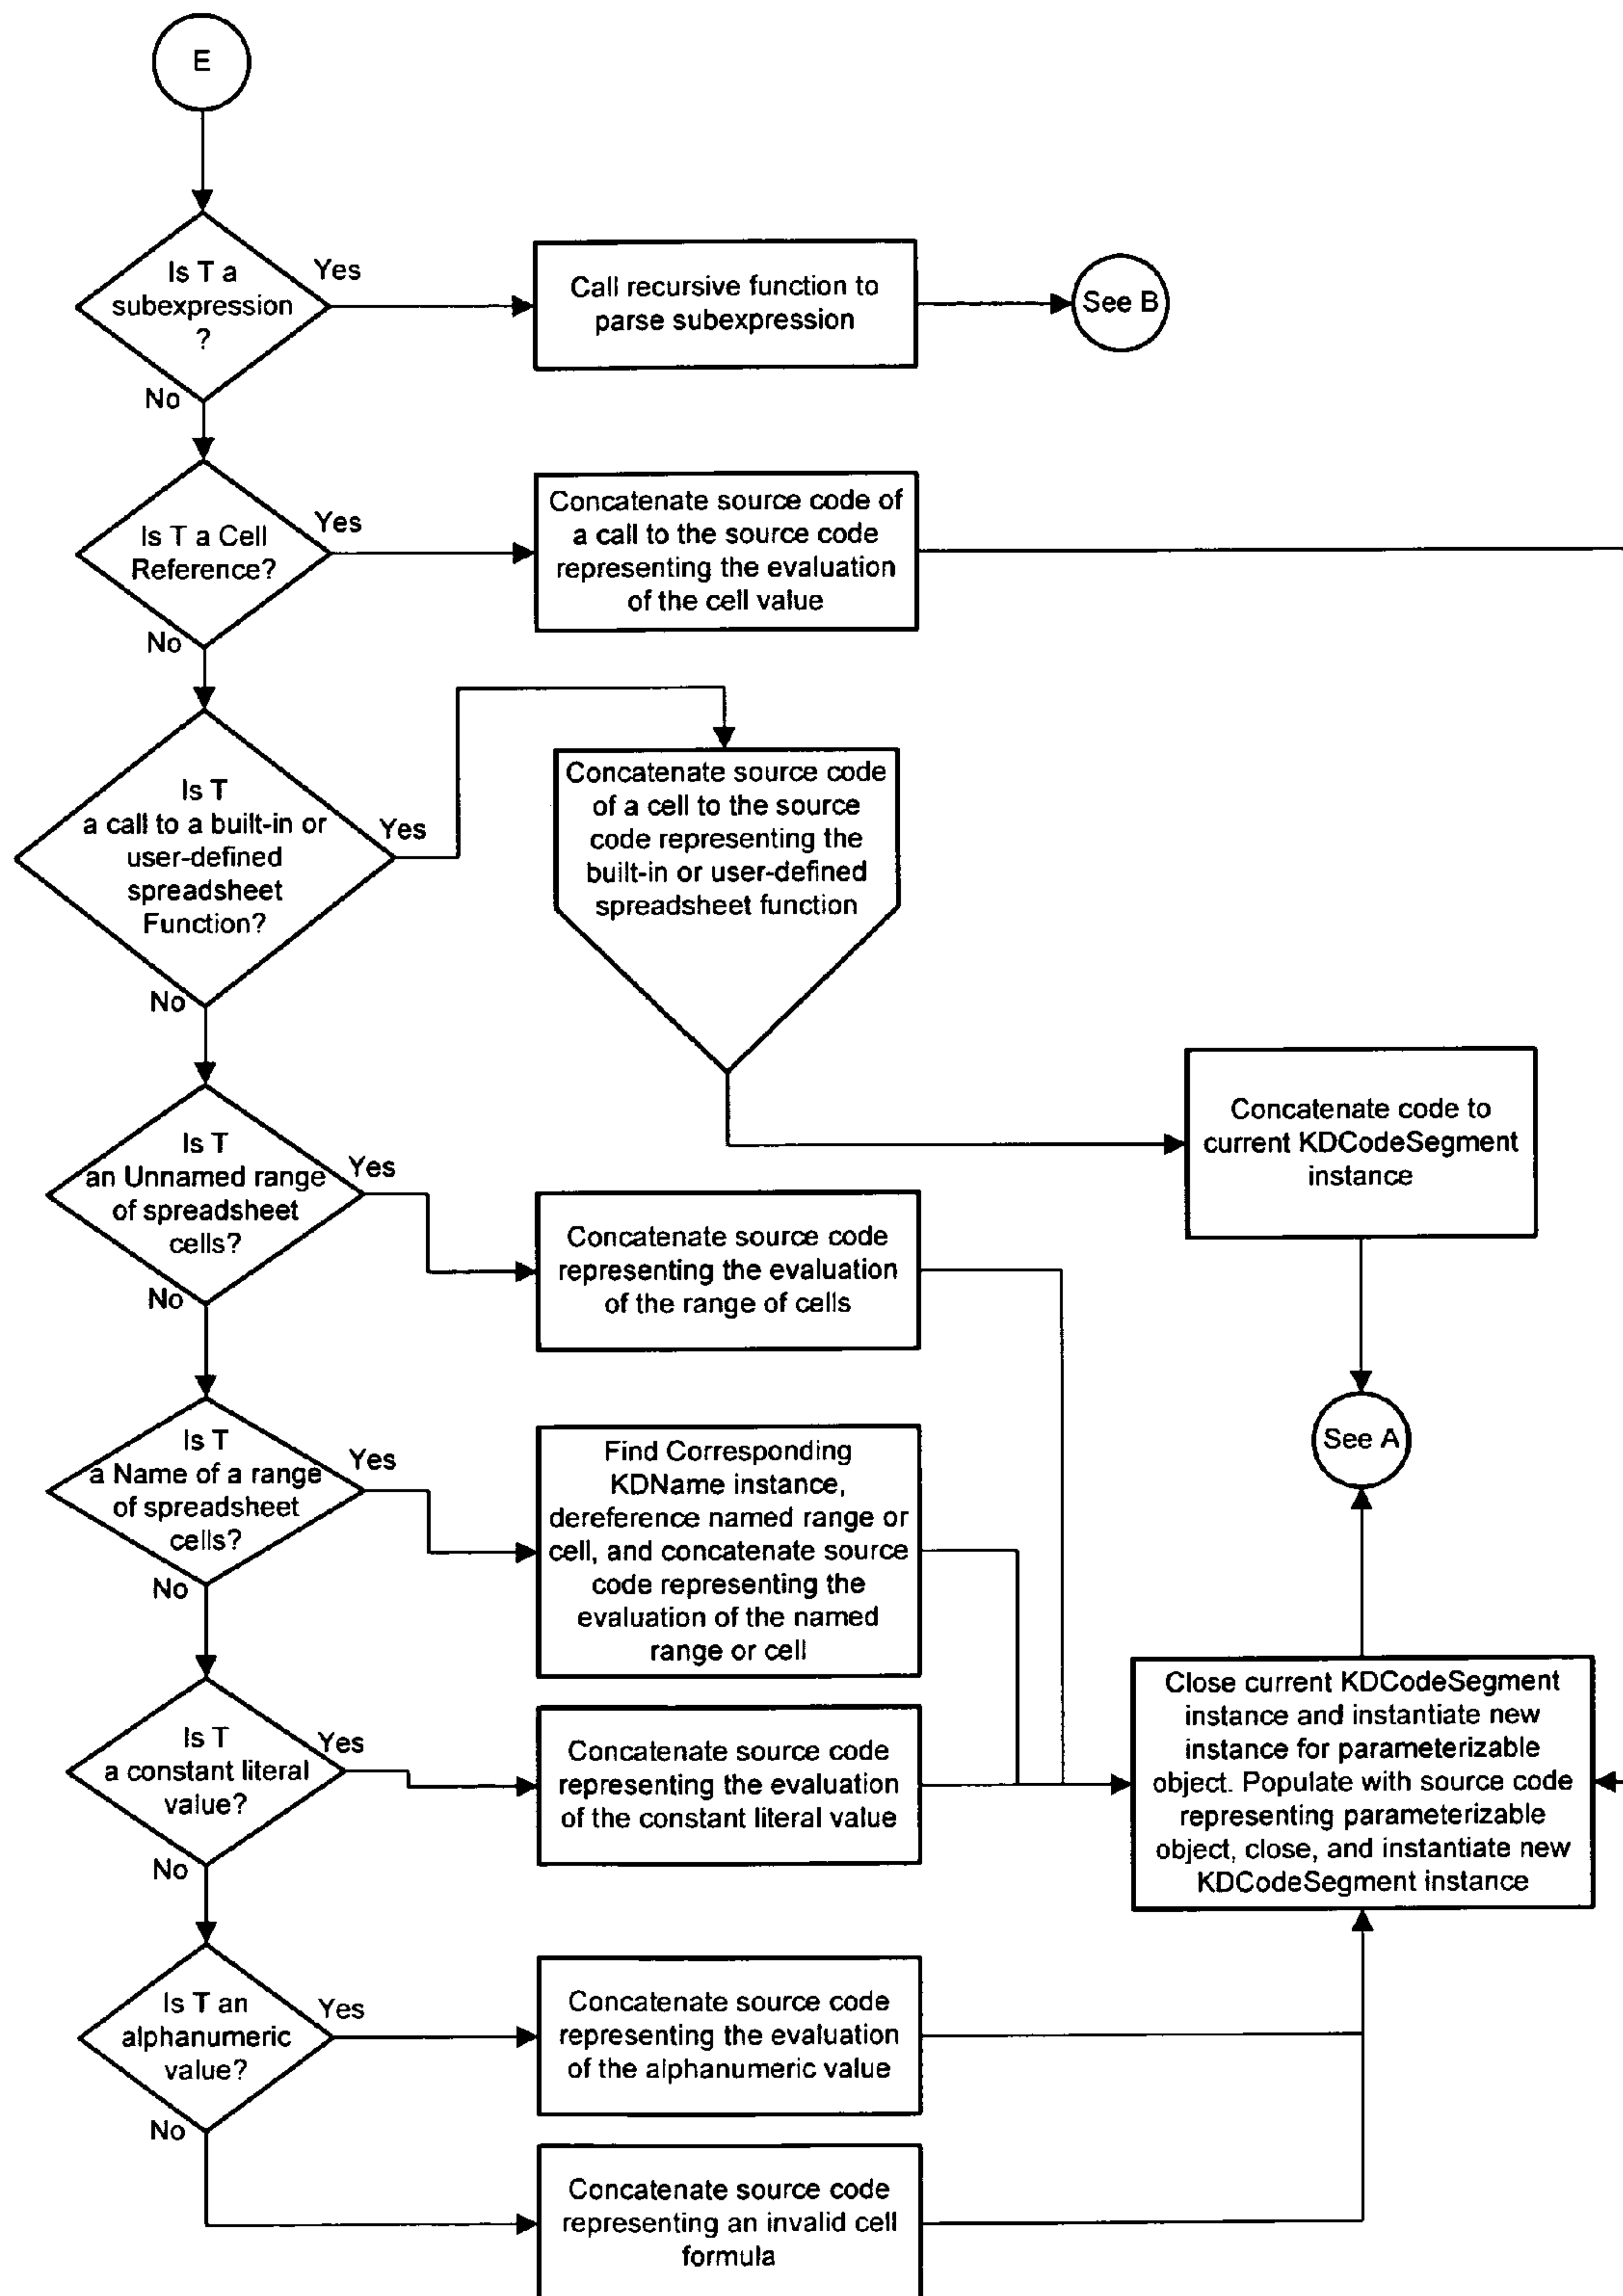 E
Is T a
subexpression
?
Yes
No
Call recursive function to
parse subexpression
See B
Is T a Cell
Reference?
Yes
No
Concatenate source code of
a call to the source code
representing the evaluation
of the cell value
Is T
a call to a built-in or
user-defined
spreadsheet
Function?
Yes
No
Concatenate source code
of a cell to the source
code representing the
built-in or user-defined
spreadsheet function
Concatenate code to
current KDCodeSegment
instance
Is T
an Unnamed range
of spreadsheet
cells?
Yes
No
Concatenate source code
representing the evaluation
of the range of cells
See A
Is T
a Name of a range
of spreadsheet
cells?
Yes
No
Find Corresponding
KDName instance,
dereference named range or
cell, and concatenate source
code representing the
evaluation of the named
range or cell
Close current KDCodeSegment
instance and instantiate new
instance for parameterizable
object. Populate with source code
representing parameterizable
object, close, and instantiate new
KDCodeSegment instance
Is T
a constant literal
value?
Yes
No
Concatenate source code
representing the evaluation
of the constant literal value
Is T an
alphanumeric
value?
Yes
No
Concatenate source code
representing the evaluation
of the alphanumeric value
Concatenate source code
representing an invalid cell
formula